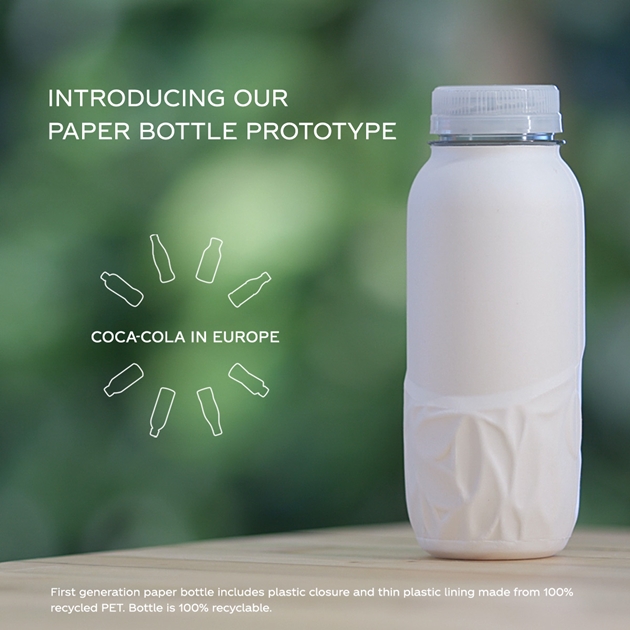 INTRODUCING OUR
PAPER BOTTLE PROTOTYPE
COCA-COLA IN EUROPE
First generation paper bottle includes plastic closure and thin plastic lining made from 100%
recycled PET. Bottle is 100% recyclable.